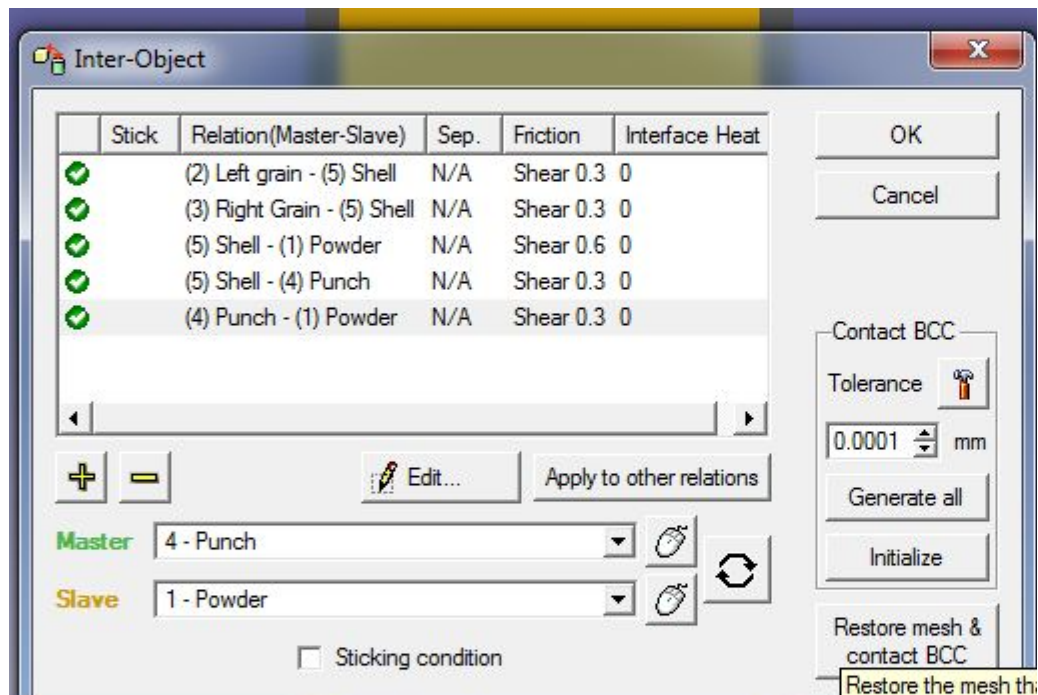 Inter-Object
Stick Relation(Master-Slave) Sep. Friction Interface Heat
(2) Left grain - (5) Shell N/A Shear 0.3 0
(3) Right Grain - (5) Shell N/A Shear 0.3 0
(5) Shell - (1) Powder N/A Shear 0.6 0
(5) Shell - (4) Punch N/A Shear 0.3 0
(4) Punch - (1) Powder N/A Shear 0.3 0
OK
Cancel
Contact BCC
Tolerance
0.0001 mm
Generate all
Initialize
Edit...
Apply to other relations
Master 4 - Punch
Slave 1 - Powder
Sticking condition
Restore mesh &
contact BCC
Restore the mesh